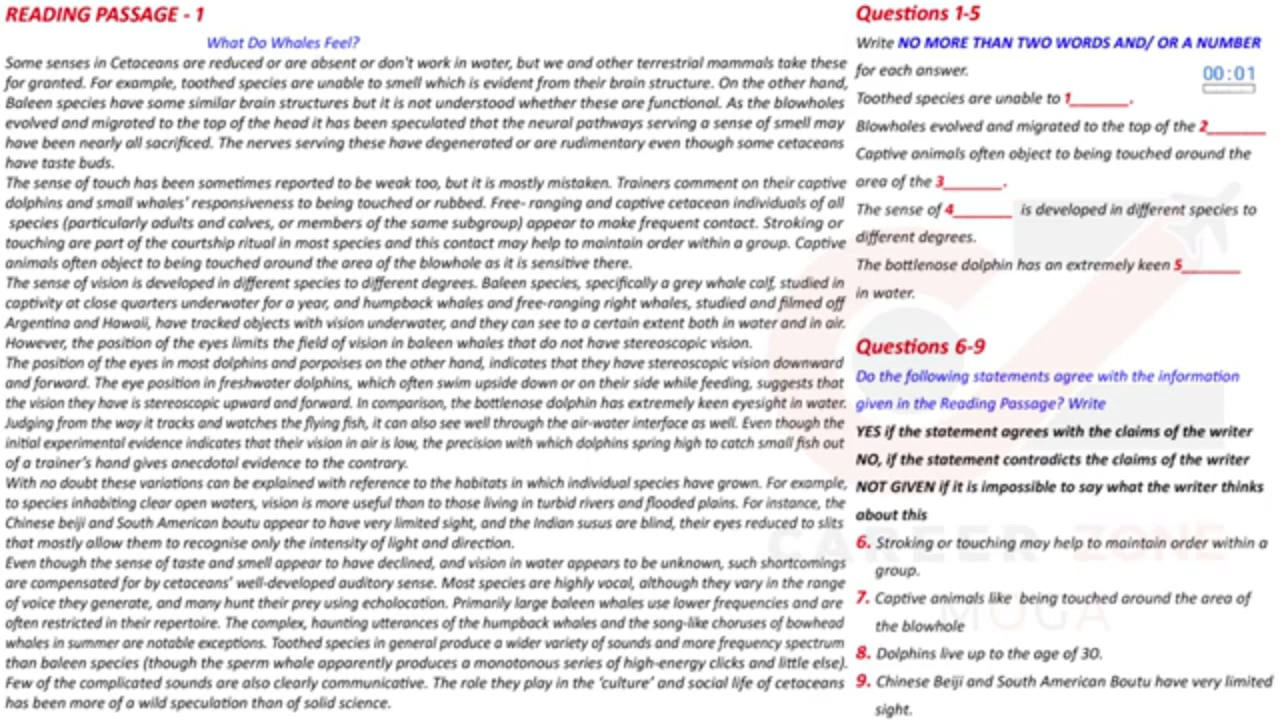 READING PASSAGE - 1
What Do Whales Feel?
Some senses in Cetaceans are reduced or are absent or don't work in water, but we and other terrestrial mammals take these
for granted. For example, toothed species are unable to smell which is evident from their brain structure. On the other hand,
Baleen species have some similar brain structures but it is not understood whether these are functional. As the blowholes
evolved and migrated to the top of the head it has been speculated that the neural pathways serving a sense of smell may
have been nearly all sacrificed. The nerves serving these have degenerated or are rudimentary even though some cetaceans
have taste buds.
The sense of touch has been sometimes reported to be weak too, but it is mostly mistaken. Trainers comment on their captive
dolphins and small whales' responsiveness to being touched or rubbed. Free- ranging and captive cetacean individuals of all
species (particularly adults and calves, or members of the same subgroup) appear to make frequent contact. Stroking or
touching are part of the courtship ritual in most species and this contact may help to maintain order within a group. Captive
animals often object to being touched around the area of the blowhole as it is sensitive there.
The sense of vision is developed in different species to different degrees. Baleen species, specifically a grey whale calf, studied in
captivity at close quarters underwater for a year, and humpback whales and free-ranging right whales, studied and filmed off
Argentina and Hawaii, have tracked objects with vision underwater, and they can see to a certain extent both in water and in air.
However, the position of the eyes limits the field of vision in baleen whales that do not have stereoscopic vision.
The position of the eyes in most dolphins and porpoises on the other hand, indicates that they have stereoscopic vision downward
and forward. The eye position in freshwater dolphins, which often swim upside down or on their side while feeding, suggests that
the vision they have is stereoscopic upward and forward. In comparison, the bottlenose dolphin has extremely keen eyesight in water.
Judging from the way it tracks and watches the flying fish, it can also see well through the air-water interface as well. Even though the
initial experimental evidence indicates that their vision in air is low, the precision with which dolphins spring high to catch small fish out
of a trainer's hand gives anecdotal evidence to the contrary.
With no doubt these variations can be explained with reference to the habitats in which individual species have grown. For example,
to species inhabiting clear open waters, vision is more useful than to those living in turbid rivers and flooded plains. For instance, the
Chinese beiji and South American boutu appear to have very limited sight, and the Indian susus are blind, their eyes reduced to slits
that mostly allow them to recognise only the intensity of light and direction.
Even though the sense of taste and smell appear to have declined, and vision in water appears to be unknown, such shortcomings
are compensated for by cetaceans' well-developed auditory sense. Most species are highly vocal, although they vary in the range
of voice they generate, and many hunt their prey using echolocation. Primarily large baleen whales use lower frequencies and are
often restricted in their repertoire. The complex, haunting utterances of the humpback whales and the song-like choruses of bowhead
whales in summer are notable exceptions. Toothed species in general produce a wider variety of sounds and more frequency spectrum
than baleen species (though the sperm whale apparently produces a monotonous series of high-energy clicks and little else).
Few of the complicated sounds are also clearly communicative. The role they play in the 'culture' and social life of cetaceans
has been more of a wild speculation than of solid science.
Questions 1-5
Write NO MORE THAN TWO WORDS AND/ OR A NUMBER
for each answer.
00:01
Toothed species are unable to 1_______.
Blowholes evolved and migrated to the top of the 2_______
Captive animals often object to being touched around the
area of the 3_______.
The sense of 4_______ is developed in different species to
different degrees.
The bottlenose dolphin has an extremely keen 5_______
in water.
Questions 6-9
Do the following statements agree with the information
given in the Reading Passage? Write
YES if the statement agrees with the claims of the writer
NO, if the statement contradicts the claims of the writer
NOT GIVEN if it is impossible to say what the writer thinks
about this
6. Stroking or touching may help to maintain order within a
group.
7. Captive animals like being touched around the area of
the blowhole
8. Dolphins live up to the age of 30.
9. Chinese Beiji and South American Boutu have very limited
sight.
CAREER ZONE
MOGA